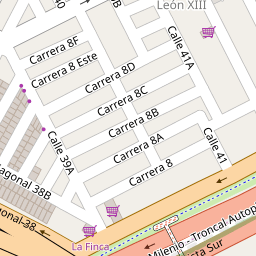 León XIII
Carrera 8F
Calle 41A
Carrera 8 Este
Carrera 8D
Carrera 8C
Carrera 8B
Carrera 8A
Calle 41
Carrera 8
Calle 39A
agonal 38B
onal 38
La Finca
Milenio - Troncal Autop
sta Sur